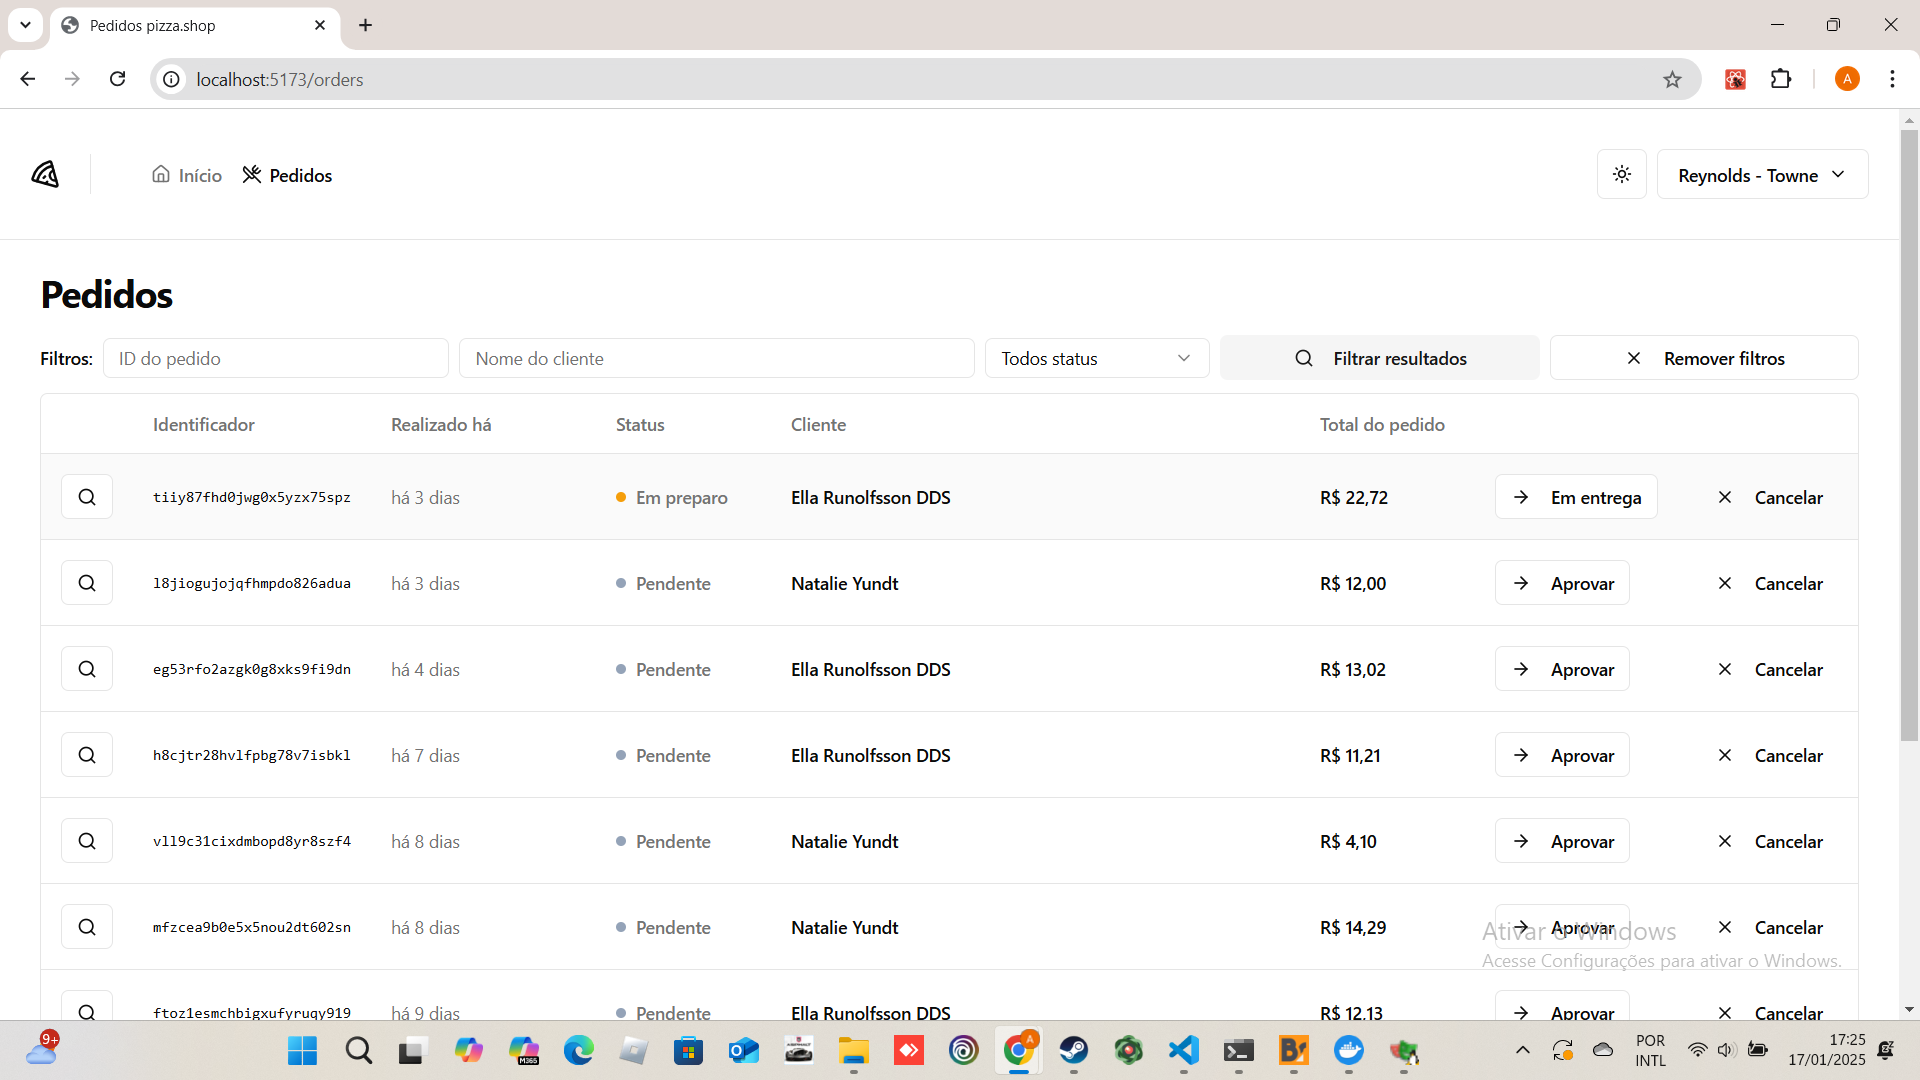 Pedidos pizza.shop
localhost:5173/orders
A
Início
Pedidos
Reynolds - Towne
Pedidos
Filtros:
ID do pedido
Nome do cliente
Todos status
Filtrar resultados
Remover filtros
Identificador Realizado há Status Cliente Total do pedido
tiiy87fhd0jwg0x5yzx75spz há 3 dias Em preparo Ella Runolfsson DDS R$ 22,72 Em entrega Cancelar
l8jiogujojqfhmpdo826adua há 3 dias Pendente Natalie Yundt R$ 12,00 Aprovar Cancelar
eg53rfo2azgk0g8xks9fi9dn há 4 dias Pendente Ella Runolfsson DDS R$ 13,02 Aprovar Cancelar
h8cjtr28hvlfpbg78v7isbkl há 7 dias Pendente Ella Runolfsson DDS R$ 11,21 Aprovar Cancelar
vll9c31cixdmbopd8yr8szf4 há 8 dias Pendente Natalie Yundt R$ 4,10 Aprovar Cancelar
mfzcea9b0e5x5nou2dt602sn há 8 dias Pendente Natalie Yundt R$ 14,29 Aprovar Cancelar
Ativar o Windows
Acesse Configurações para ativar o Windows.
ftoz1esmchbigxufyruqy919 há 9 dias Pendente Ella Runolfsson DDS R$ 12,13 Aprovar Cancelar
9+
M365
A
POR
INTL
17:25
17/01/2025